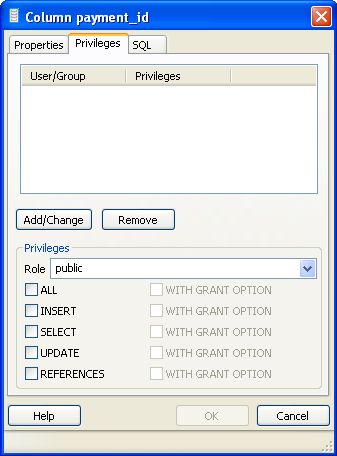 Column payment_id
Properties Privileges SQL
User/Group Privileges
Add/Change Remove
Privileges
Role public
ALL WITH GRANT OPTION
INSERT WITH GRANT OPTION
SELECT WITH GRANT OPTION
UPDATE WITH GRANT OPTION
REFERENCES WITH GRANT OPTION
Help OK Cancel